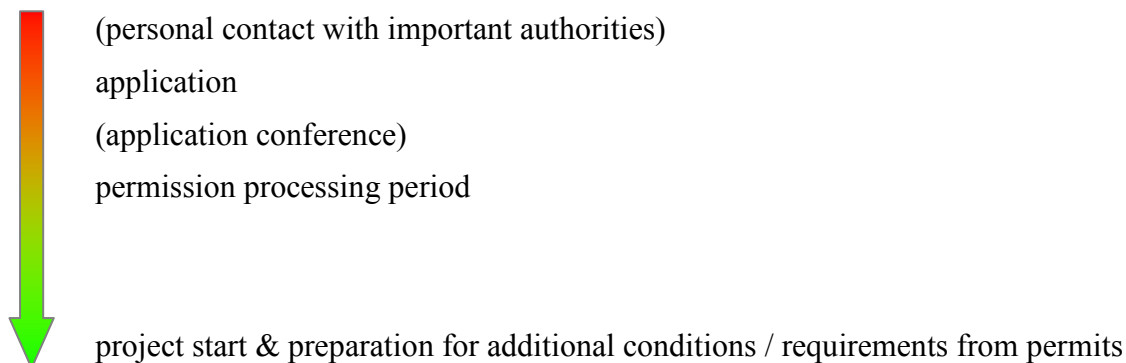 (personal contact with important authorities)
application
(application conference)
permission processing period
project start & preparation for additional conditions / requirements from permits